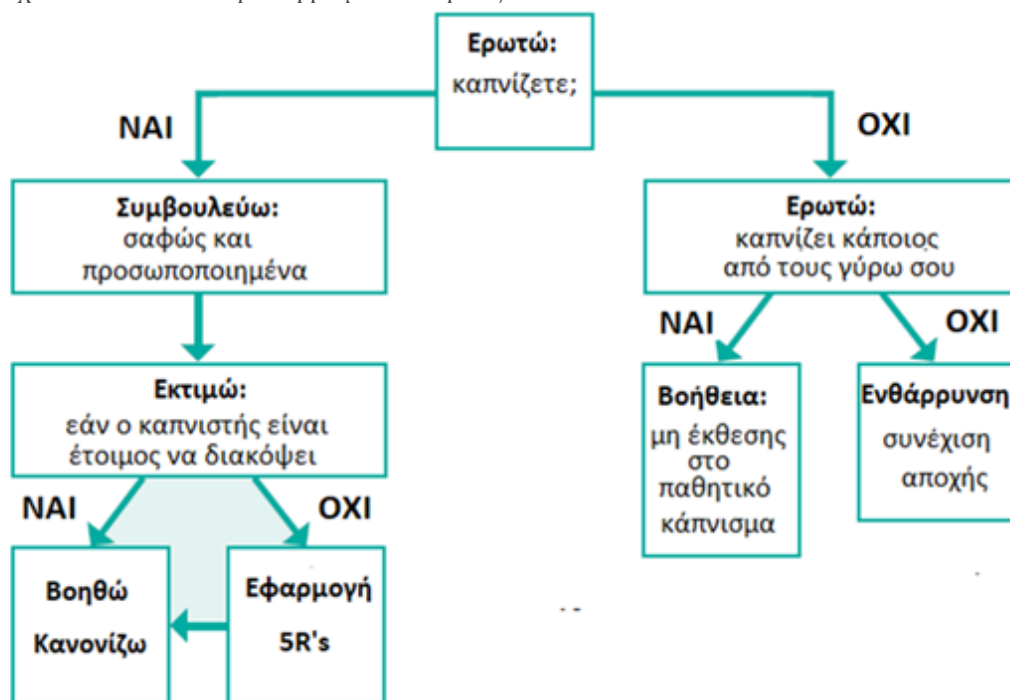 Ερωτώ:
καπνίζετε;
ΝΑΙ
ΟΧΙ
Συμβουλεύω:
σαφώς και
προσωποποιημένα
Ερωτώ:
καπνίζει κάποιος
από τους γύρω σου
ΝΑΙ
ΟΧΙ
Εκτιμώ:
εάν ο καπνιστής είναι
έτοιμος να διακόψει
Βοήθεια:
μη έκθεσης
στο
παθητικό
κάπνισμα
Ενθάρρυνση
συνέχιση
αποχής
ΝΑΙ
ΟΧΙ
Βοηθώ
Κανονίζω
Εφαρμογή
5R's